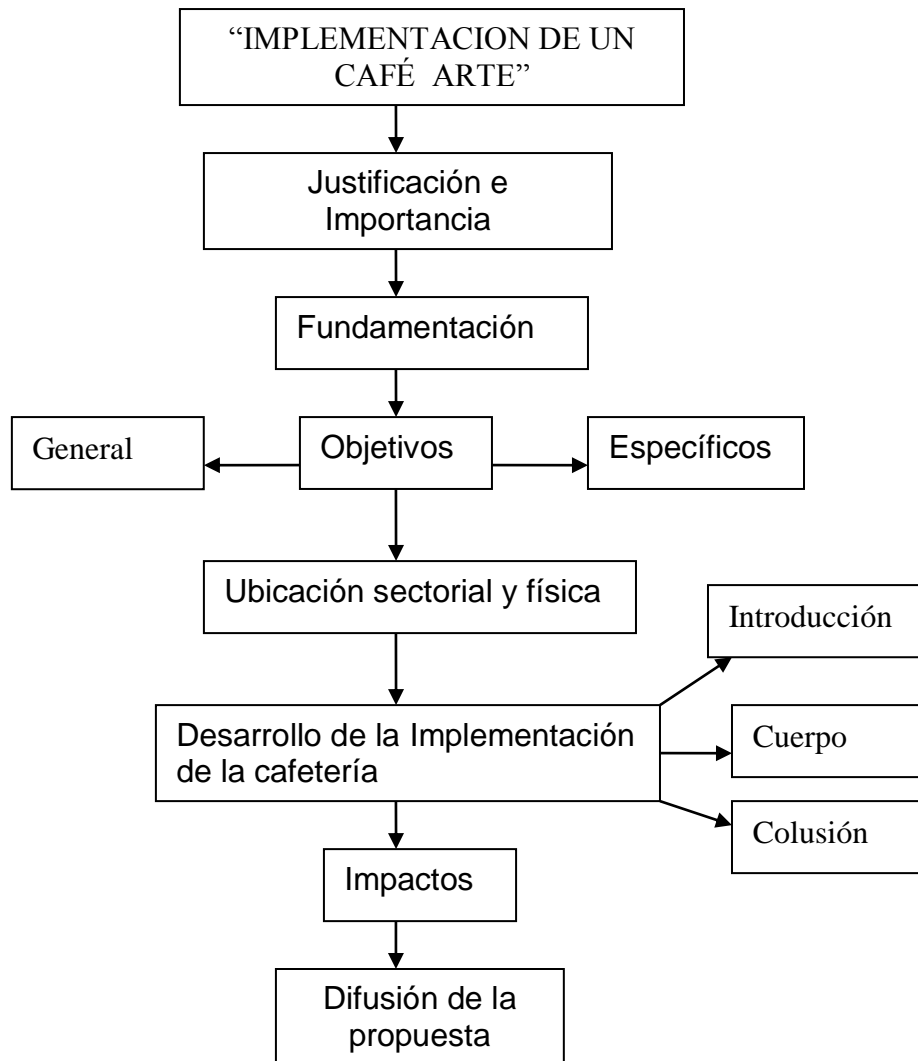 “IMPLEMENTACION DE UN
CAFÉ ARTE”
Justificación e
Importancia
Fundamentación
General
Objetivos
Específicos
Ubicación sectorial y física
Introducción
Desarrollo de la Implementación
de la cafetería
Cuerpo
Colusión
Impactos
Difusión de la
propuesta